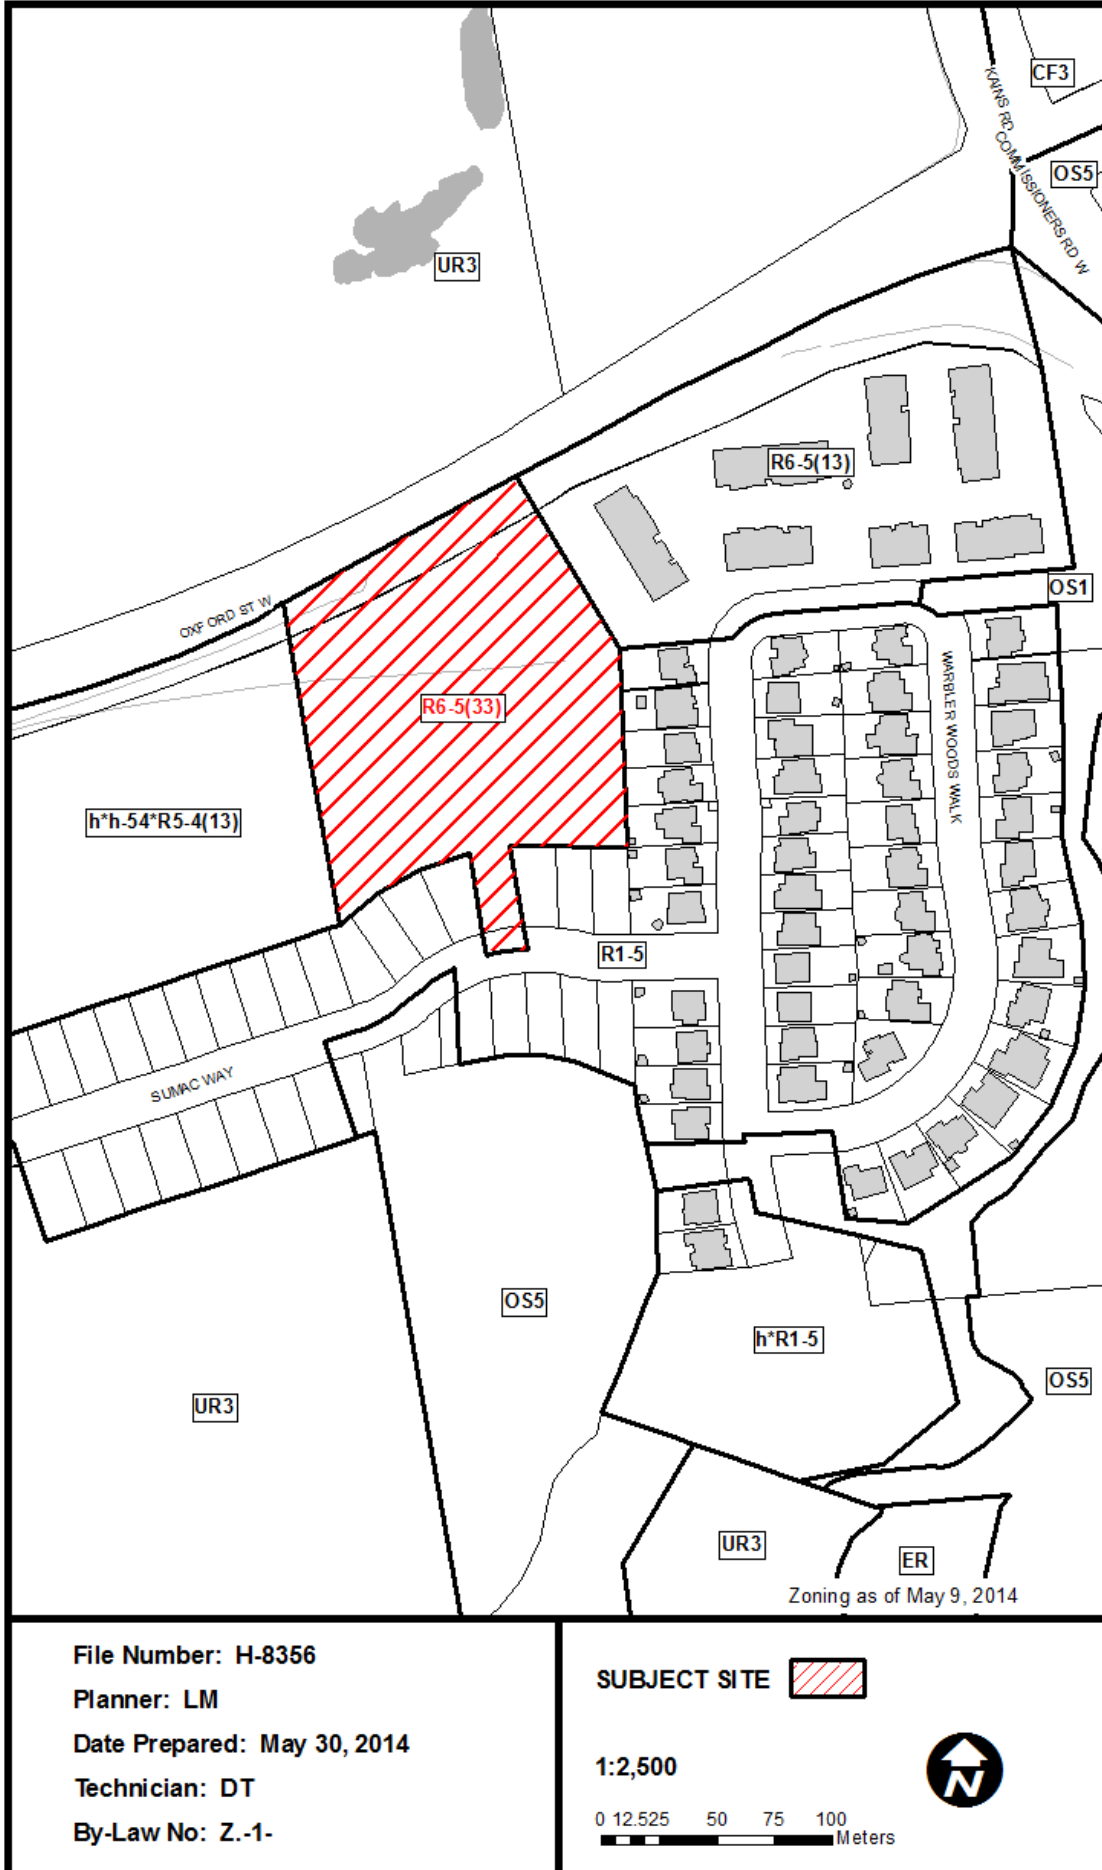 CF3
KAINS RD
COMMISSIONERS RD W
OS5
UR3
R6-5(13)
OS1
OXFORD ST W
R6-5(33)
WARBLER WOODS WALK
h*h-54*R5-4(13)
R1-5
SUMAC WAY
OS5
h*R1-5
OS5
UR3
UR3
ER
Zoning as of May 9, 2014
File Number: H-8356
Planner: LM
Date Prepared: May 30, 2014
Technician: DT
By-Law No: Z.-1-
SUBJECT SITE
1:2,500
N
0 12.525 50 75 100
Meters